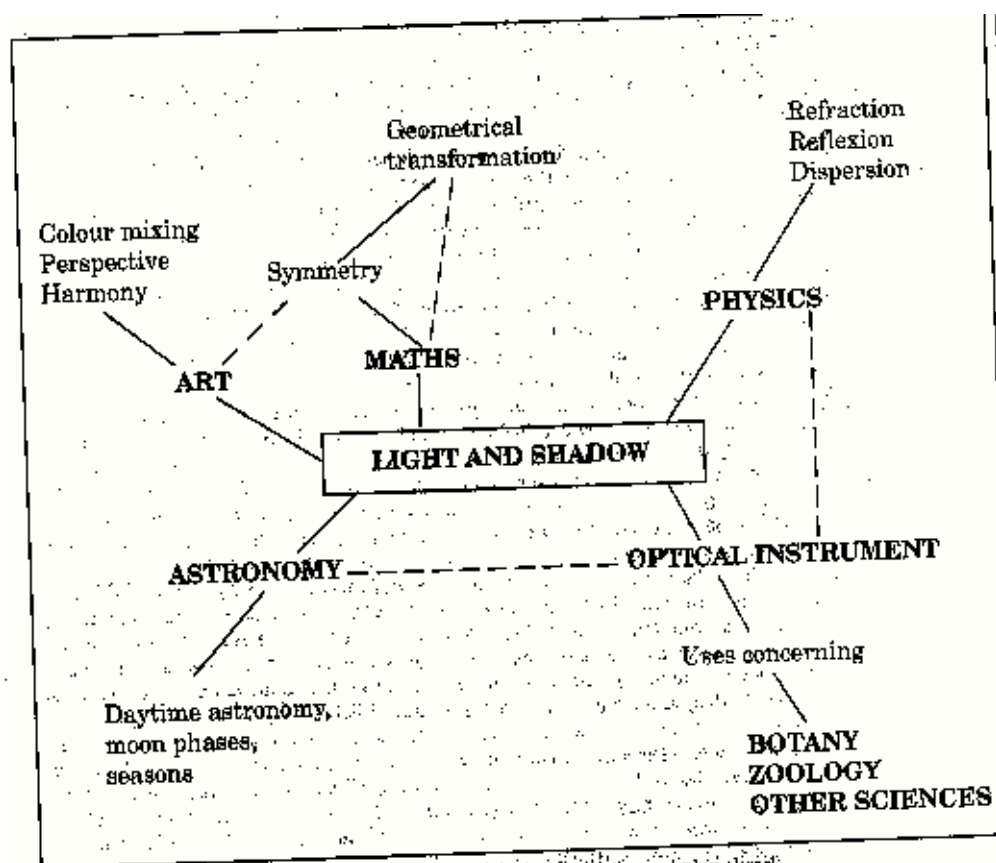 Geometrical
transformation
Refraction
Reflexion
Dispersion
Colour mixing
Perspective
Harmony
Symmetry
PHYSICS
MATHS
ART
LIGHT AND SHADOW
ASTRONOMY
OPTICAL INSTRUMENT
Uses concerning
Daytime astronomy,
moon phases,
seasons
BOTANY
ZOOLOGY
OTHER SCIENCES